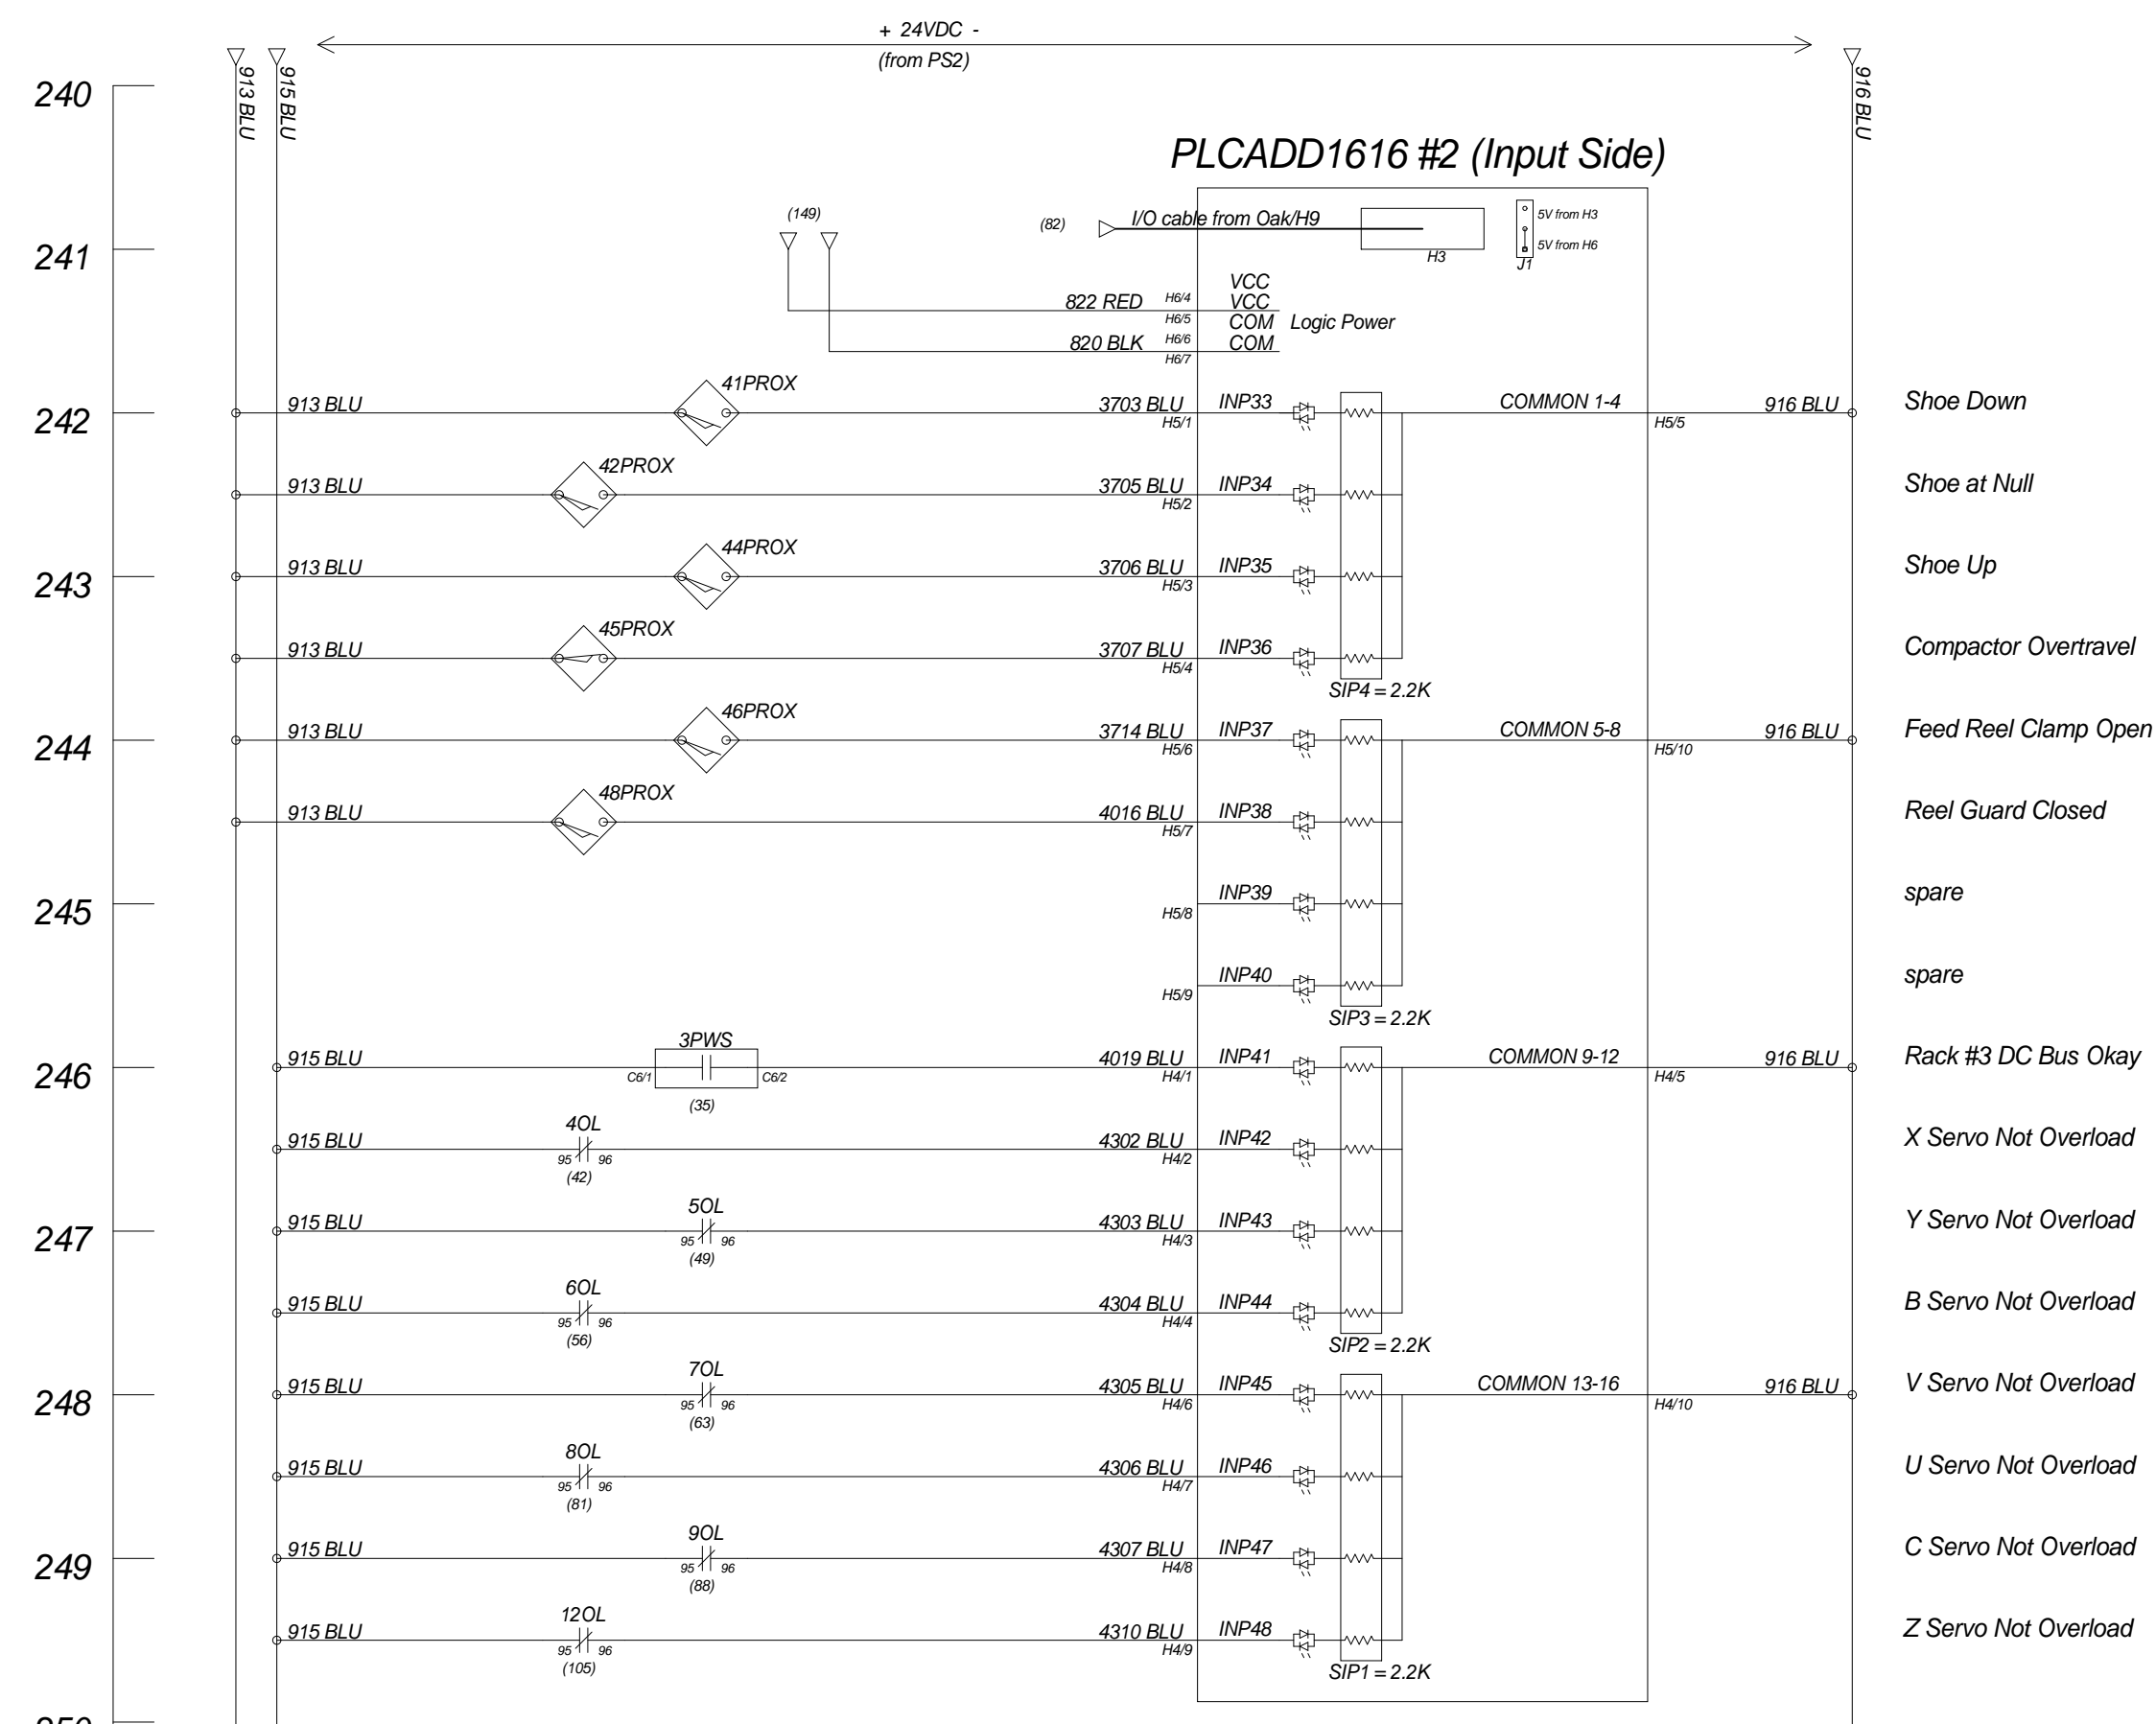 + 24VDC -
(from PS2)
913 BLU
915 BLU
916 BLU
240
PLCADD1616 #2 (Input Side)
(149)
(82)
I/O cable from Oak/H9
H3
5V from H3
5V from H6
J1
241
VCC
822 RED H6/4 VCC
H6/5 COM Logic Power
820 BLK H6/6 COM
H6/7
41PROX
242 913 BLU 3703 BLU H5/1 INP33 COMMON 1-4 H5/5 916 BLU Shoe Down
42PROX
913 BLU 3705 BLU H5/2 INP34 Shoe at Null
44PROX
243 913 BLU 3706 BLU H5/3 INP35 Shoe Up
45PROX
913 BLU 3707 BLU H5/4 INP36 Compactor Overtravel
SIP4 = 2.2K
46PROX
244 913 BLU 3714 BLU H5/6 INP37 COMMON 5-8 H5/10 916 BLU Feed Reel Clamp Open
48PROX
913 BLU 4016 BLU H5/7 INP38 Reel Guard Closed
245 H5/8 INP39 spare
H5/9 INP40 spare
SIP3 = 2.2K
3PWS
246 915 BLU C6/1 C6/2 4019 BLU H4/1 INP41 COMMON 9-12 H4/5 916 BLU Rack #3 DC Bus Okay
(35)
4OL
915 BLU 95 96 4302 BLU H4/2 INP42 X Servo Not Overload
(42)
5OL
247 915 BLU 95 96 4303 BLU H4/3 INP43 Y Servo Not Overload
(49)
6OL
915 BLU 95 96 4304 BLU H4/4 INP44 B Servo Not Overload
(56)
SIP2 = 2.2K
7OL
248 915 BLU 95 96 4305 BLU H4/6 INP45 COMMON 13-16 H4/10 916 BLU V Servo Not Overload
(63)
8OL
915 BLU 95 96 4306 BLU H4/7 INP46 U Servo Not Overload
(81)
9OL
249 915 BLU 95 96 4307 BLU H4/8 INP47 C Servo Not Overload
(88)
12OL
915 BLU 95 96 4310 BLU H4/9 INP48 Z Servo Not Overload
(105)
SIP1 = 2.2K